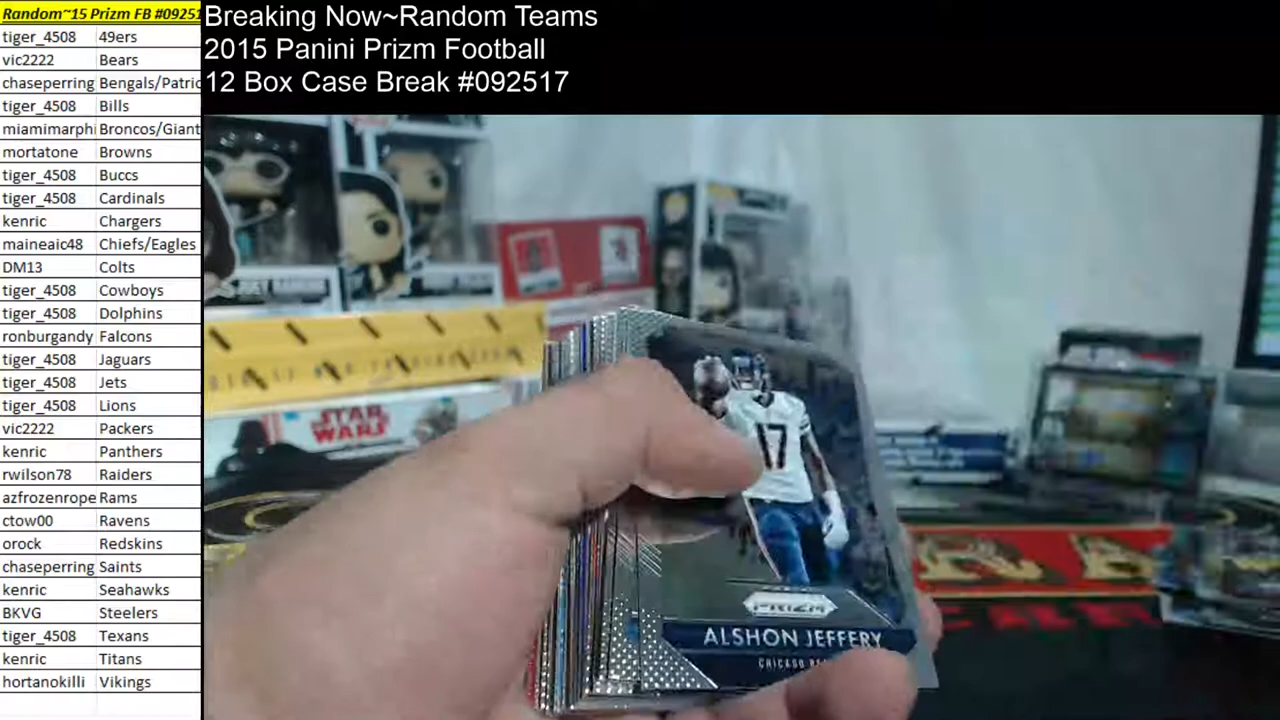 Random~15 Prizm FB #09251
tiger_4508 49ers
vic2222 Bears
chaseperring Bengals/Patric
tiger_4508 Bills
miamimarphi Broncos/Giant
mortatone Browns
tiger_4508 Buccs
tiger_4508 Cardinals
kenric Chargers
maineaic48 Chiefs/Eagles
DM13 Colts
tiger_4508 Cowboys
tiger_4508 Dolphins
ronburgandy Falcons
tiger_4508 Jaguars
tiger_4508 Jets
tiger_4508 Lions
vic2222 Packers
kenric Panthers
rwilson78 Raiders
azfrozenrope Rams
ctow00 Ravens
orock Redskins
chaseperring Saints
kenric Seahawks
BKVG Steelers
tiger_4508 Texans
kenric Titans
hortanokilli Vikings
Breaking Now~Random Teams
2015 Panini Prizm Football
12 Box Case Break #092517
STAR
WARS
17
PRIZM
ALSHON JEFFERY
CHICAGO